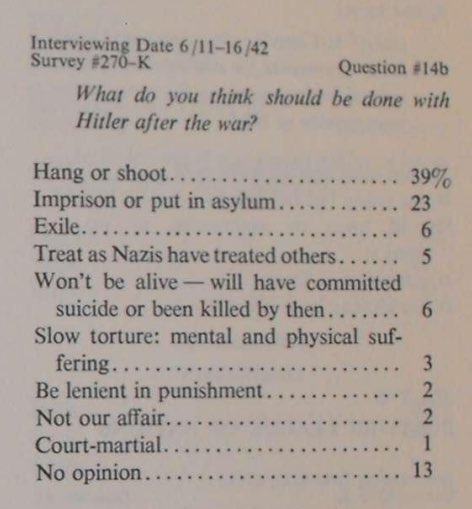 Interviewing Date 6/11–16/42
Survey #270–K
Question #14b
What do you think should be done with
Hitler after the war?
Hang or shoot............................ 39%
Imprison or put in asylum............. 23
Exile...................................... 6
Treat as Nazis have treated others...... 5
Won't be alive — will have committed
suicide or been killed by then....... 6
Slow torture: mental and physical suf-
fering.................................. 3
Be lenient in punishment............... 2
Not our affair........................... 2
Court-martial............................ 1
No opinion............................... 13